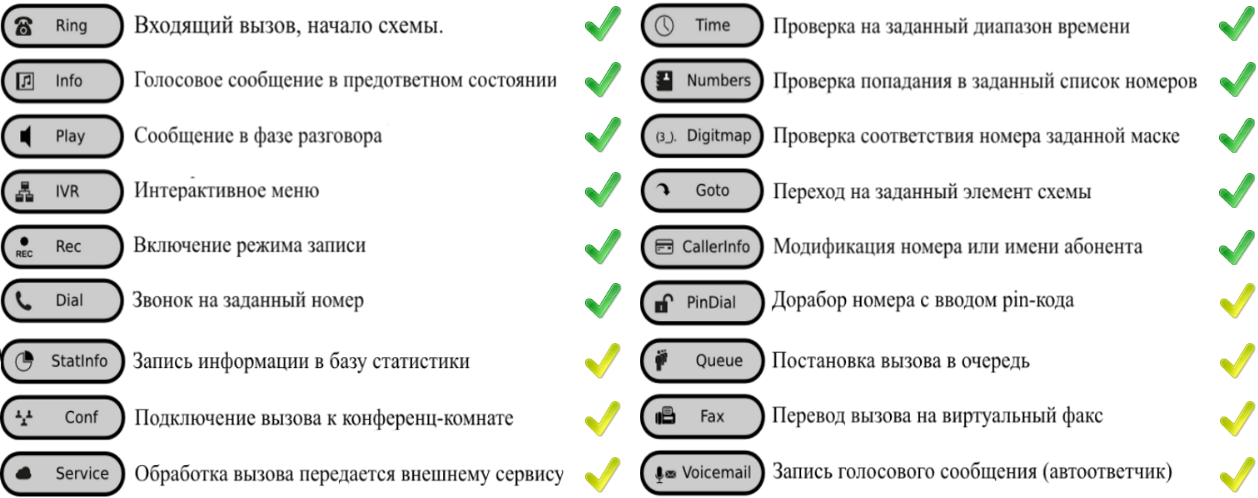 Ring Входящий вызов, начало схемы.
Info Голосовое сообщение в предответном состоянии
Play Сообщение в фазе разговора
IVR Интерактивное меню
REC Rec Включение режима записи
Dial Звонок на заданный номер
StatInfo Запись информации в базу статистики
Conf Подключение вызова к конференц-комнате
Service Обработка вызова передается внешнему сервису
Time Проверка на заданный диапазон времени
Numbers Проверка попадания в заданный список номеров
(3_). Digitmap Проверка соответствия номера заданной маске
Goto Переход на заданный элемент схемы
CallerInfo Модификация номера или имени абонента
PinDial Дорабор номера с вводом pin-кода
Queue Постановка вызова в очередь
Fax Перевод вызова на виртуальный факс
Voicemail Запись голосового сообщения (автоответчик)